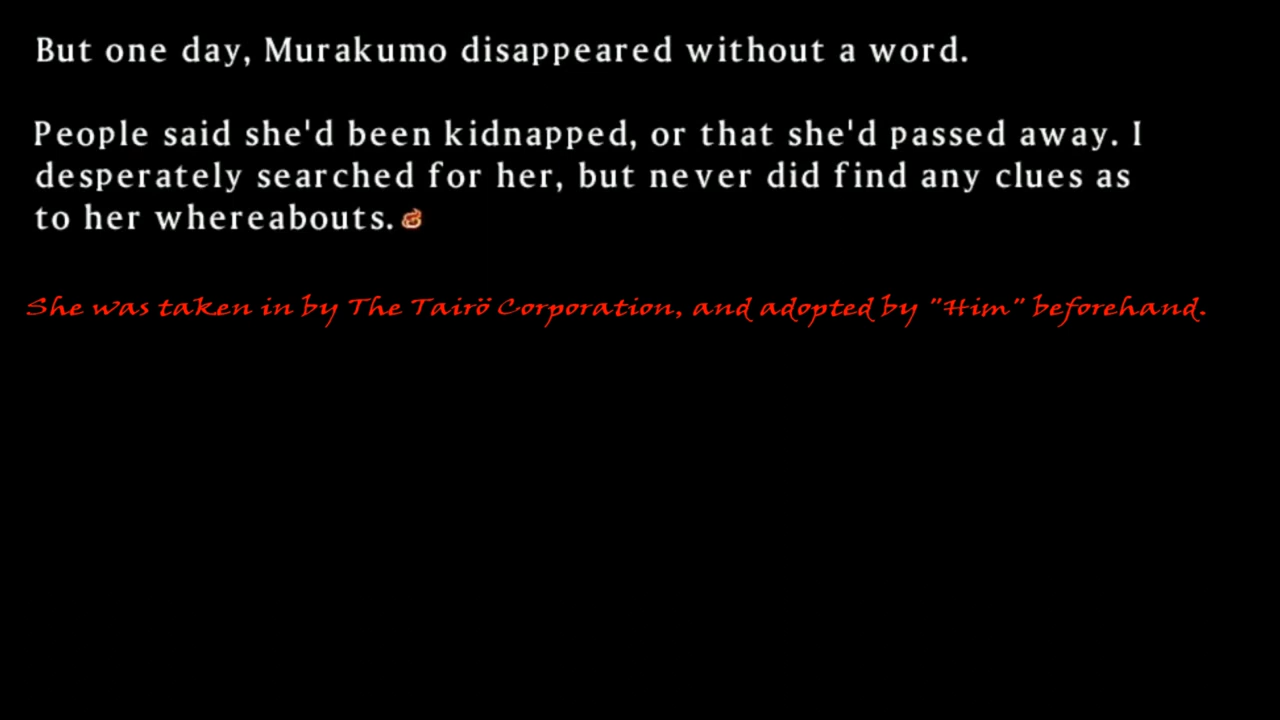 But one day, Murakumo disappeared without a word.
People said she'd been kidnapped, or that she'd passed away. I
desperately searched for her, but never did find any clues as
to her whereabouts.
She was taken in by The Tairö Corporation, and adopted by "Him" beforehand.